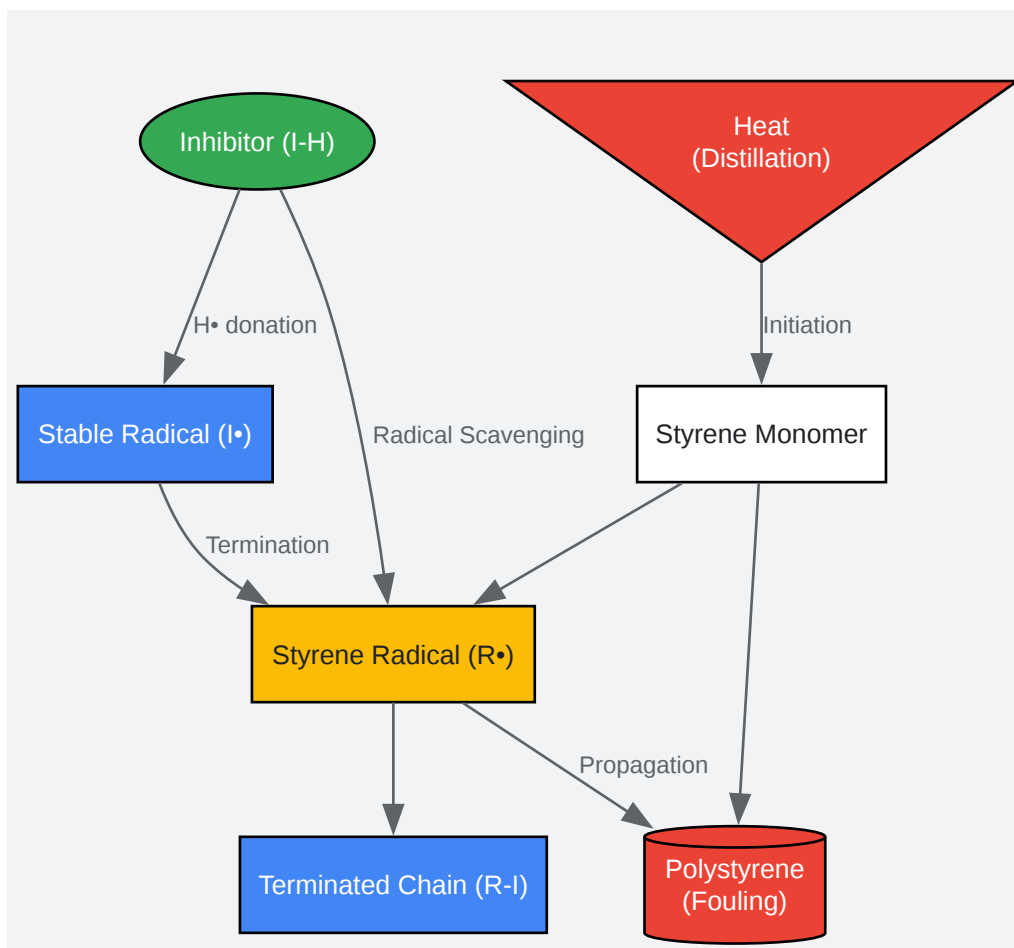 Inhibitor (I-H)
Heat
(Distillation)
H• donation
Initiation
Stable Radical (I•)
Radical Scavenging
Styrene Monomer
Termination
Styrene Radical (R•)
Propagation
Terminated Chain (R-I)
Polystyrene
(Fouling)